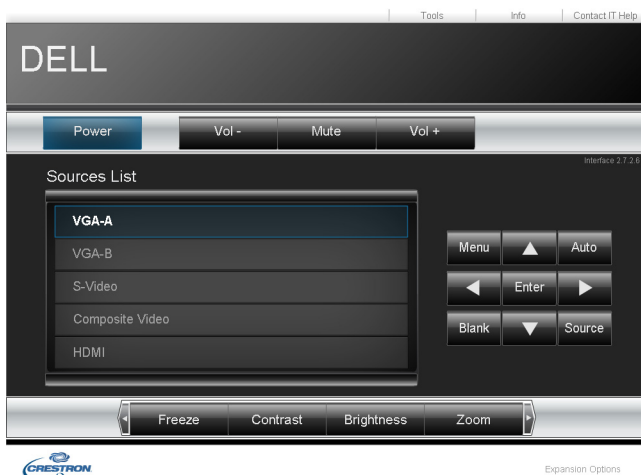 Tools Info Contact IT Help
DELL
Power Vol - Mute Vol +
Interface 2.7.2.6
Sources List
VGA-A
VGA-B
S-Video
Composite Video
HDMI
Menu Auto
Enter
Blank Source
Freeze Contrast Brightness Zoom
CRESTRON
Expansion Options